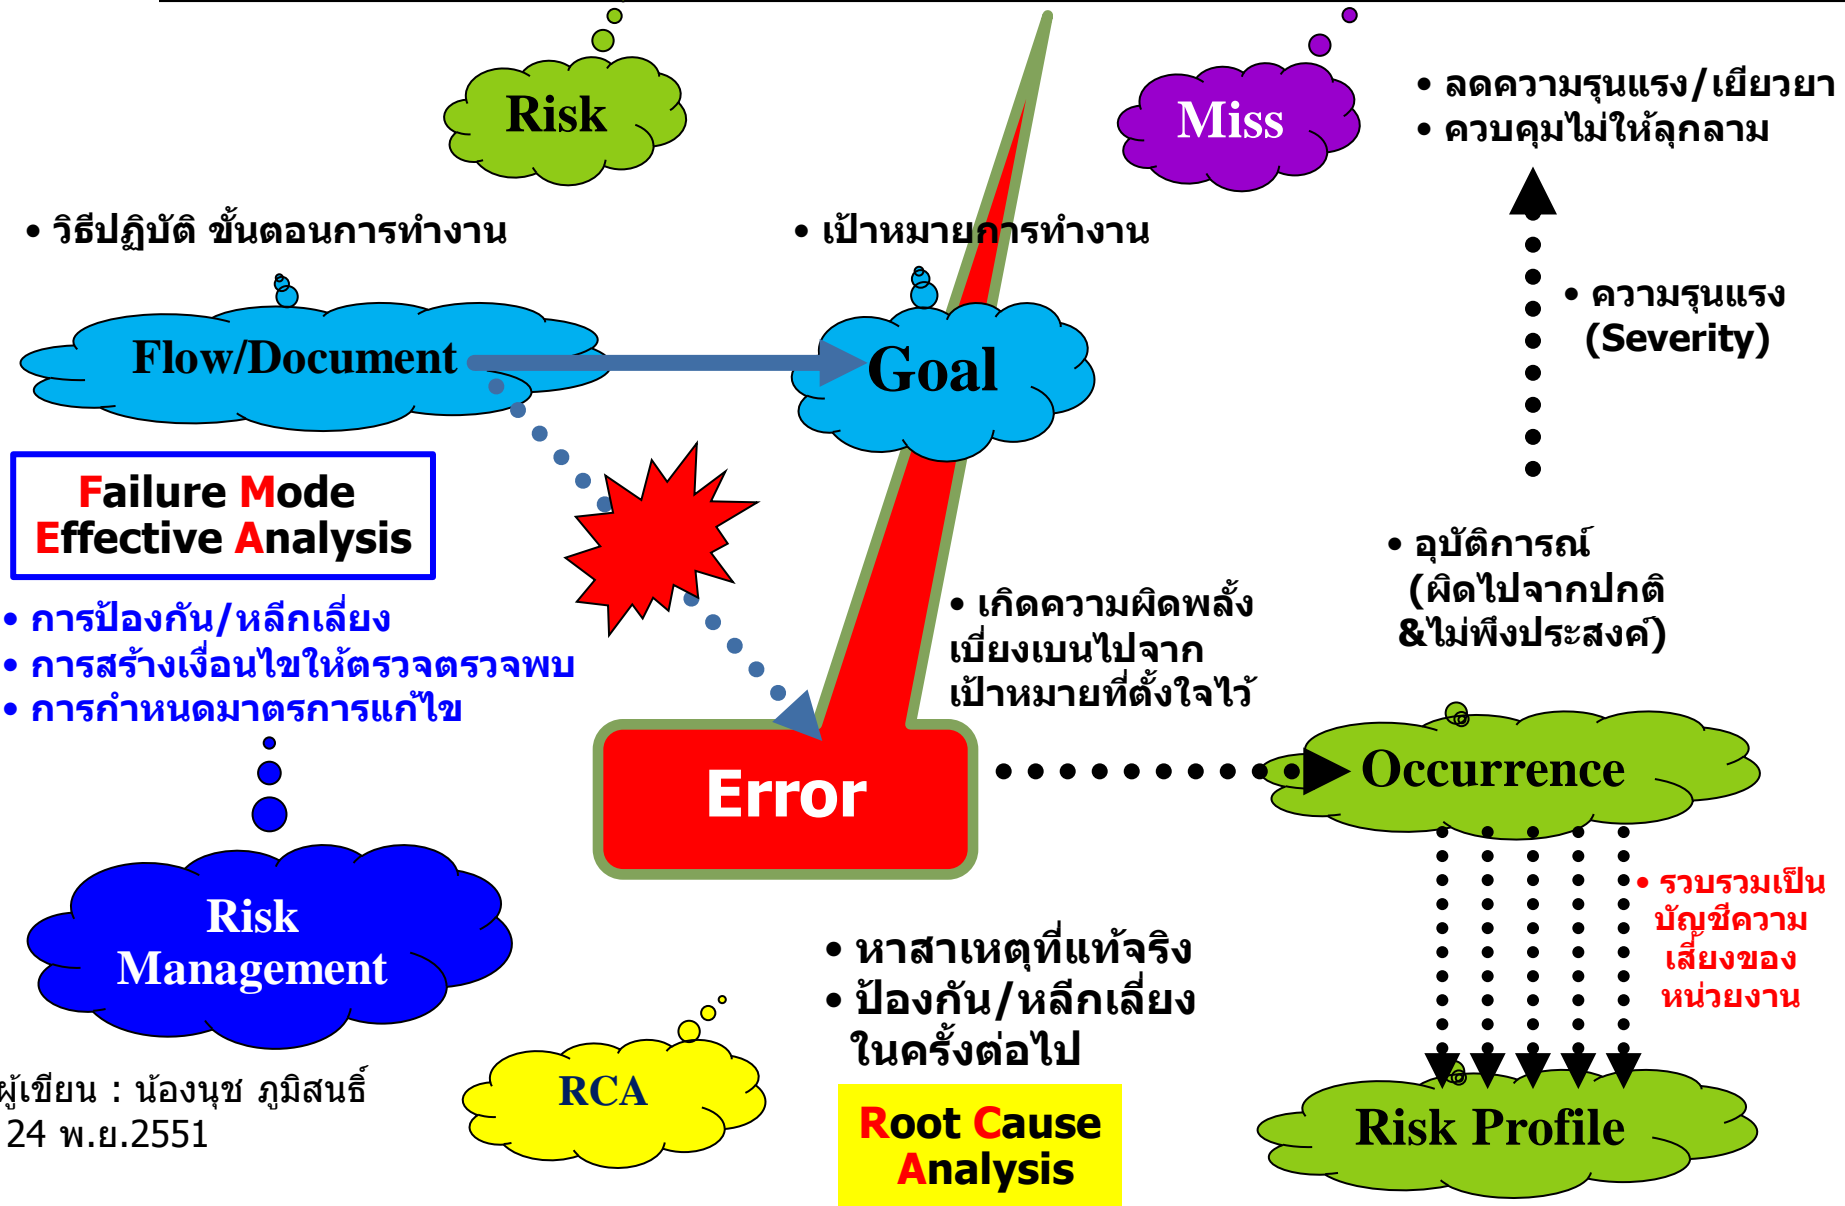 Risk
Miss
• ลดความรุนแรง/เยียวยา
• ควบคุมไม่ให้ลุกลาม
• วิธีปฏิบัติ ขั้นตอนการทำงาน
• เป้าหมายการทำงาน
• ความรุนแรง
(Severity)
Flow/Document
Goal
Failure Mode
Effective Analysis
• การป้องกัน/หลีกเลี่ยง
• การสร้างเงื่อนไขให้ตรวจตรวจพบ
• การกำหนดมาตรการแก้ไข
• เกิดความผิดพลั้ง
เบี่ยงเบนไปจาก
เป้าหมายที่ตั้งใจไว้
• อุบัติการณ์
(ผิดไปจากปกติ
&ไม่พึงประสงค์)
Error
Occurrence
Risk
Management
• รวบรวมเป็น
บัญชีความ
เสี่ยงของ
หน่วยงาน
• หาสาเหตุที่แท้จริง
• ป้องกัน/หลีกเลี่ยง
ในครั้งต่อไป
RCA
Root Cause
Analysis
Risk Profile
ผู้เขียน : น้องนุช ภูมิสนธิ์
24 พ.ย.2551